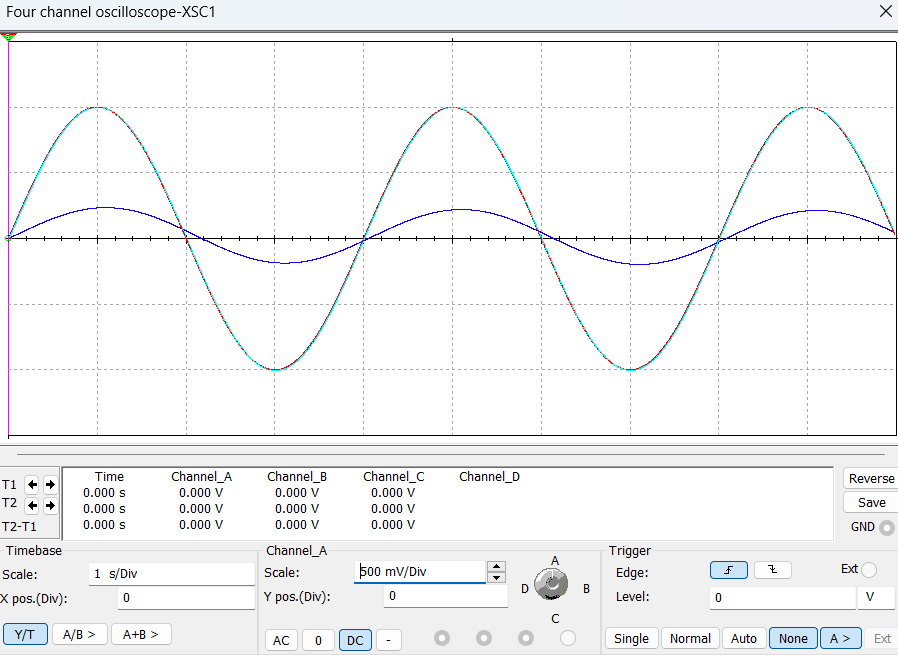 Four channel oscilloscope-XSC1
Time Channel_A Channel_B Channel_C Channel_D
T1 0.000 s 0.000 V 0.000 V 0.000 V
T2 0.000 s 0.000 V 0.000 V 0.000 V
T2-T1 0.000 s 0.000 V 0.000 V 0.000 V
Reverse
Save
GND
Timebase
Scale: 1 s/Div
X pos.(Div): 0
Y/T A/B > A+B >
Channel_A
Scale: 500 mV/Div
Y pos.(Div): 0
AC 0 DC -
A
D B
C
Trigger
Edge: Ext
Level: 0 V
Single Normal Auto None A > Ext